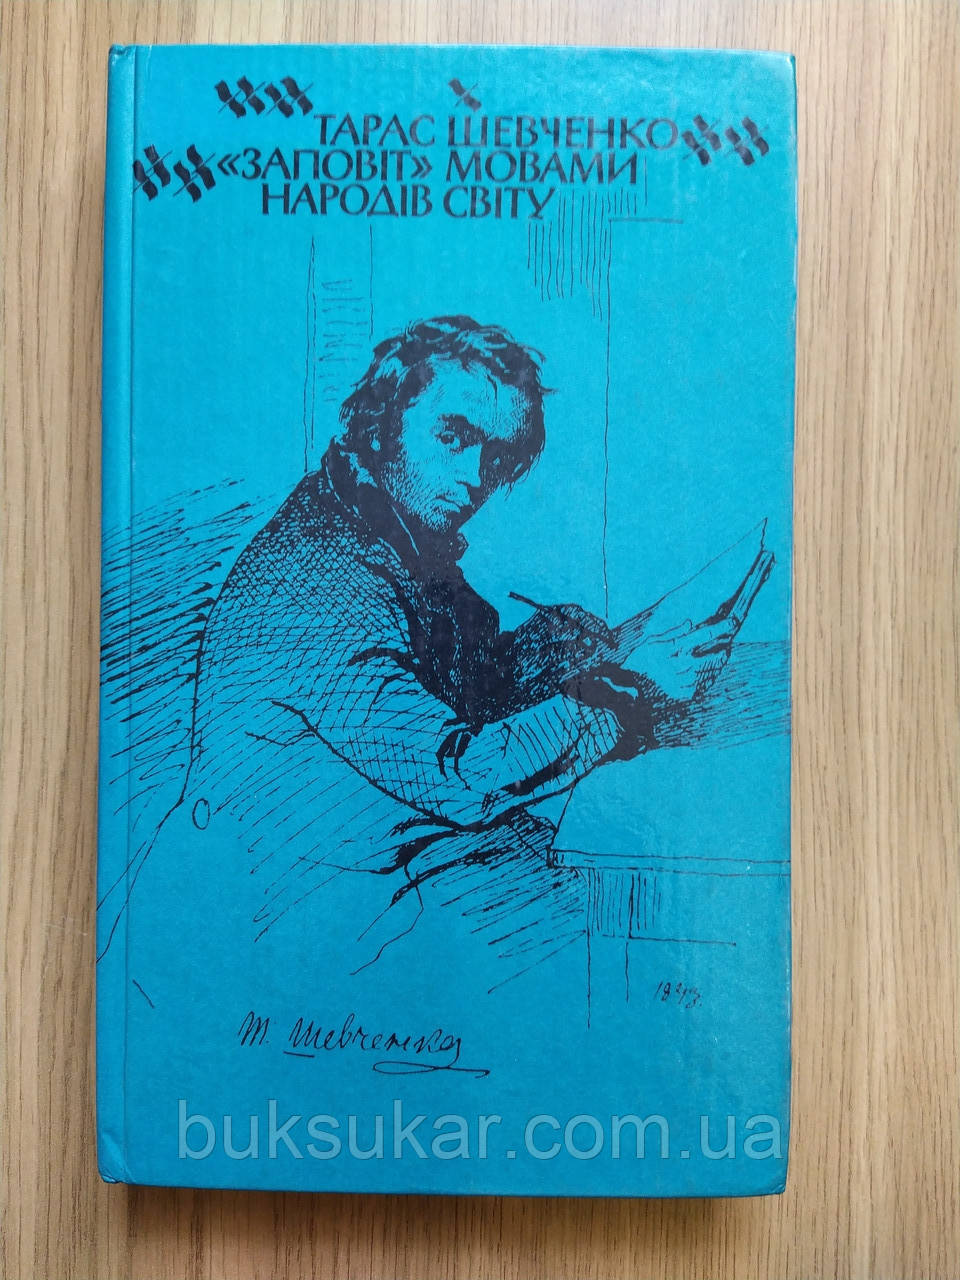 ТАРАС ШЕВЧЕНКО
«ЗАПОВІТ» МОВАМИ
НАРОДІВ СВІТУ
1843.
Т. Шевченко
buksukar.com.ua